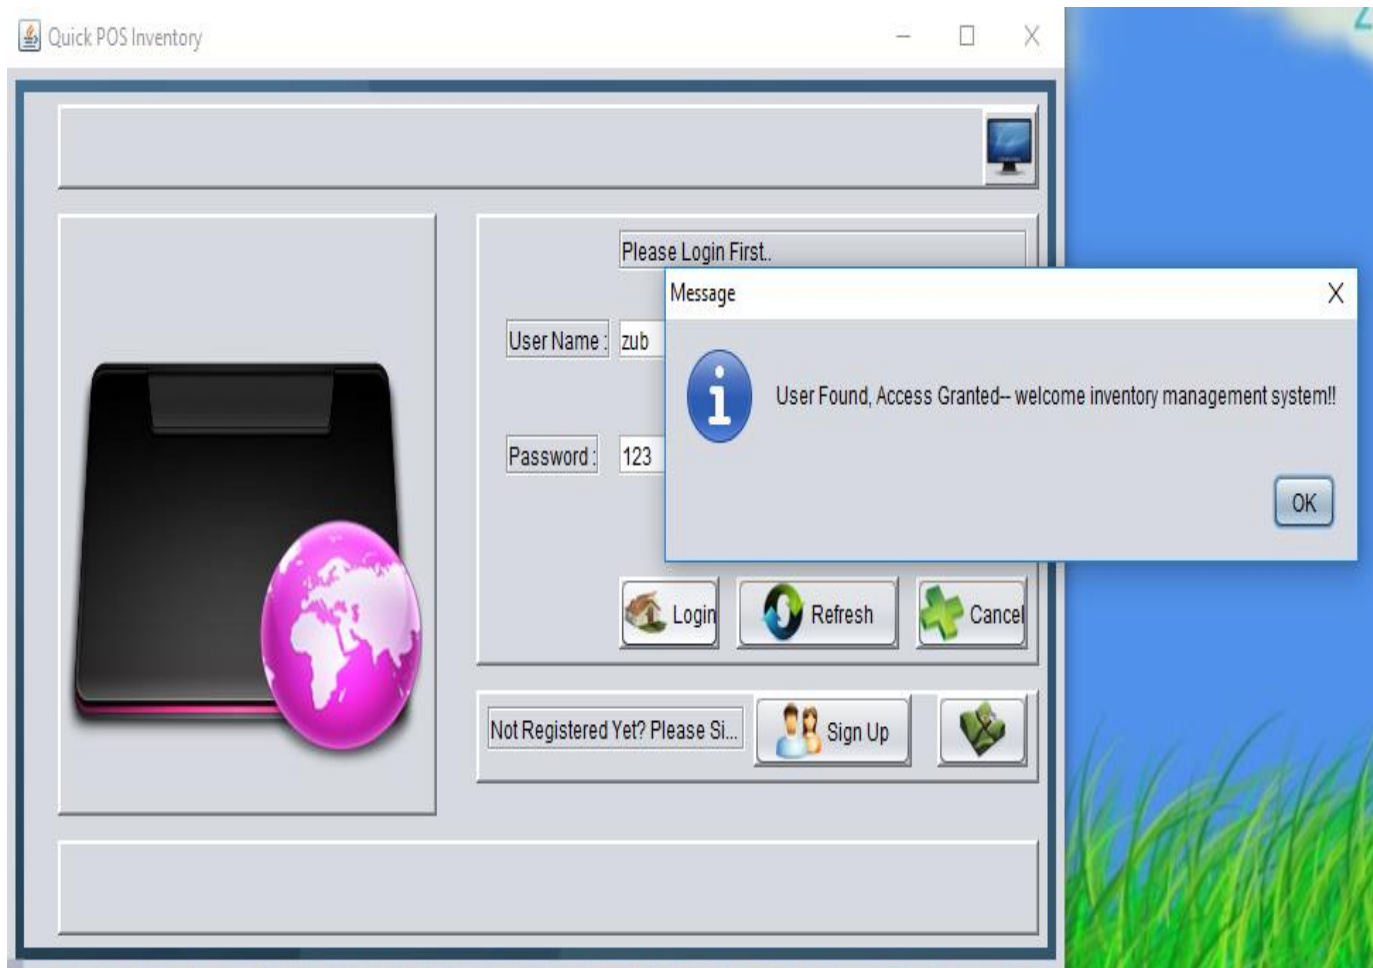 Quick POS Inventory
Please Login First..
Message
User Name :
zub
User Found, Access Granted-- welcome inventory management system!!
Password :
123
OK
Login
Refresh
Cancel
Not Registered Yet? Please Si...
Sign Up